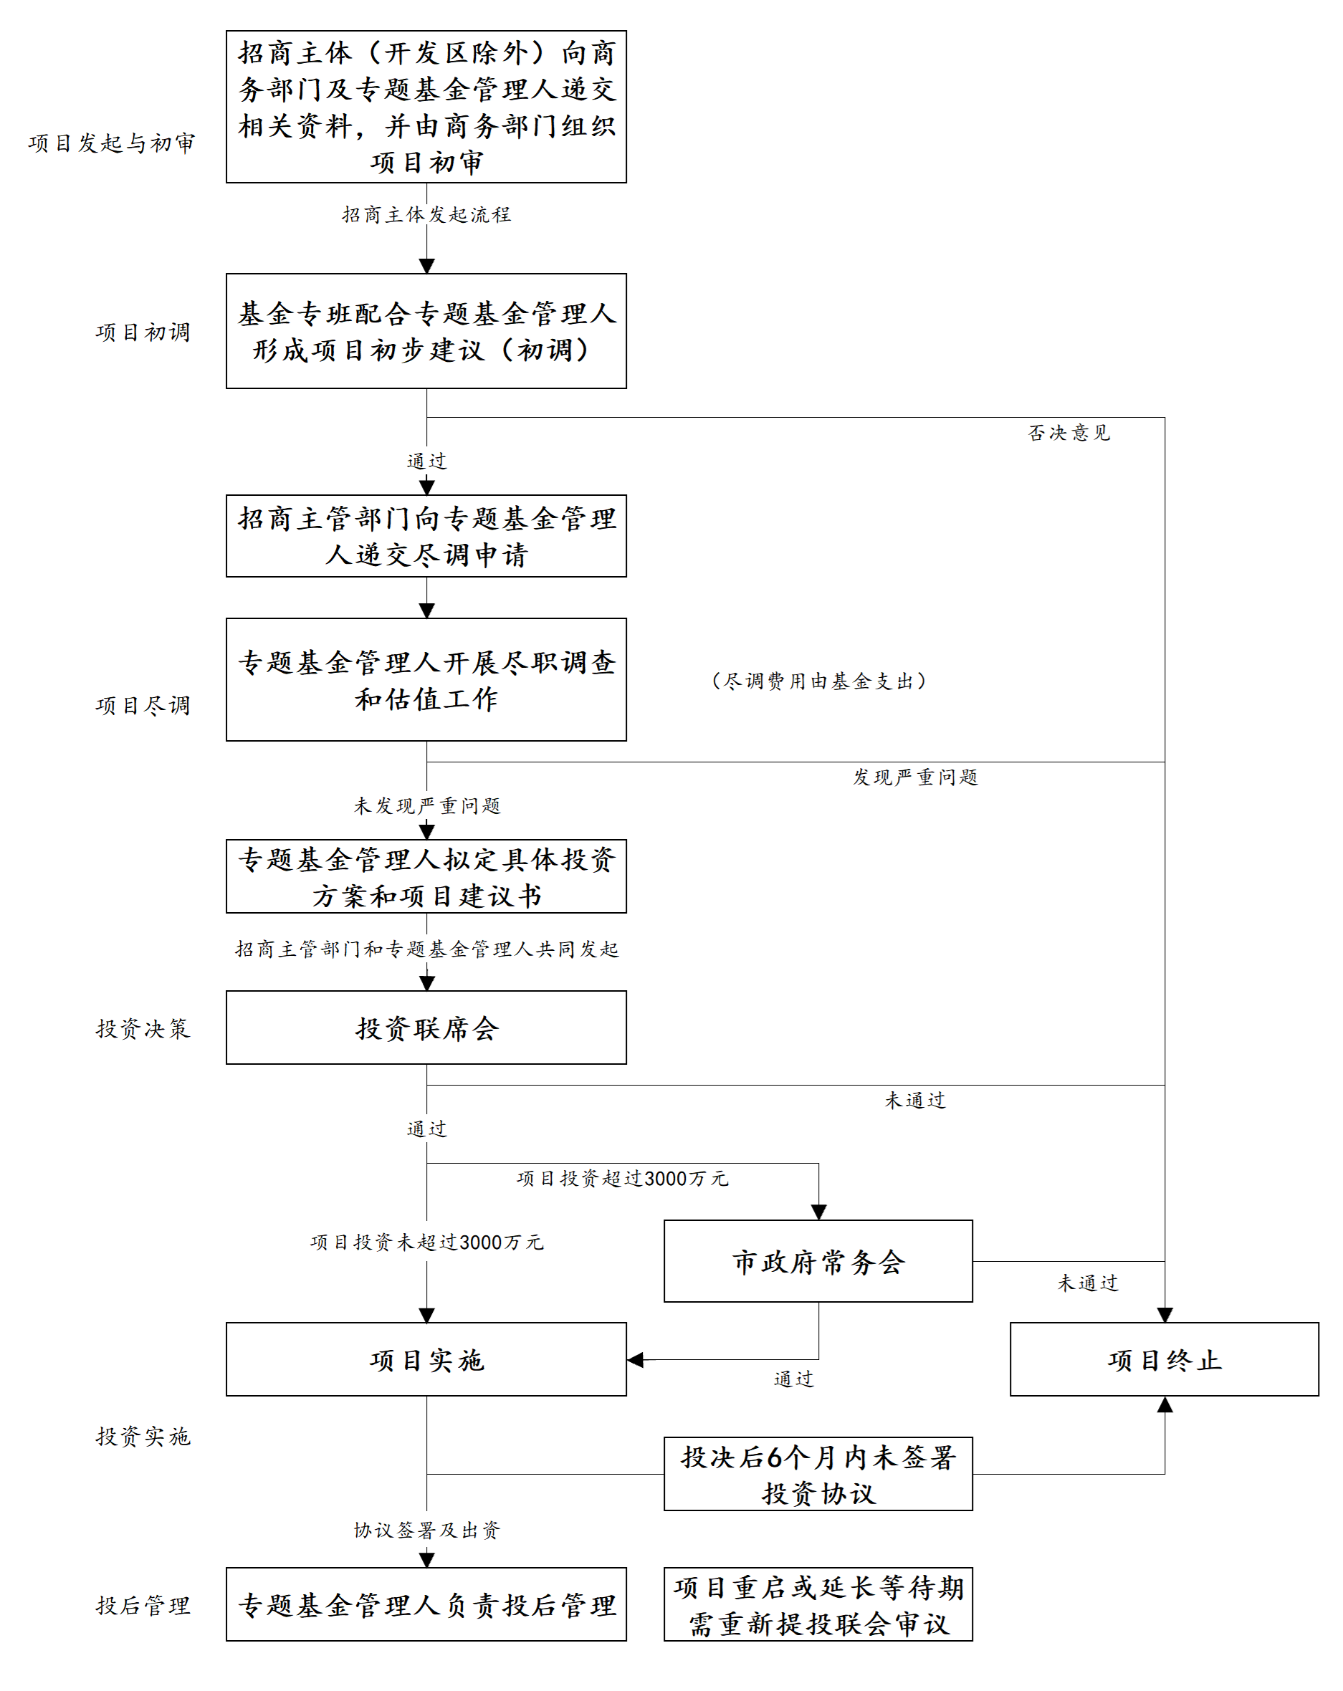 招商主体（开发区除外）向商
务部门及专题基金管理人递交
相关资料，并由商务部门组织
项目初审
项目发起与初审
招商主体发起流程
基金专班配合专题基金管理人
形成项目初步建议（初调）
项目初调
否决意见
通过
招商主管部门向专题基金管理
人递交尽调申请
专题基金管理人开展尽职调查
和估值工作
（尽调费用由基金支出）
项目尽调
发现严重问题
未发现严重问题
专题基金管理人拟定具体投资
方案和项目建议书
招商主管部门和专题基金管理人共同发起
投资决策
投资联席会
未通过
通过
项目投资超过3000万元
项目投资未超过3000万元
市政府常务会
未通过
项目实施
项目终止
通过
投资实施
投决后6个月内未签署
投资协议
协议签署及出资
投后管理
专题基金管理人负责投后管理
项目重启或延长等待期
需重新提投联会审议